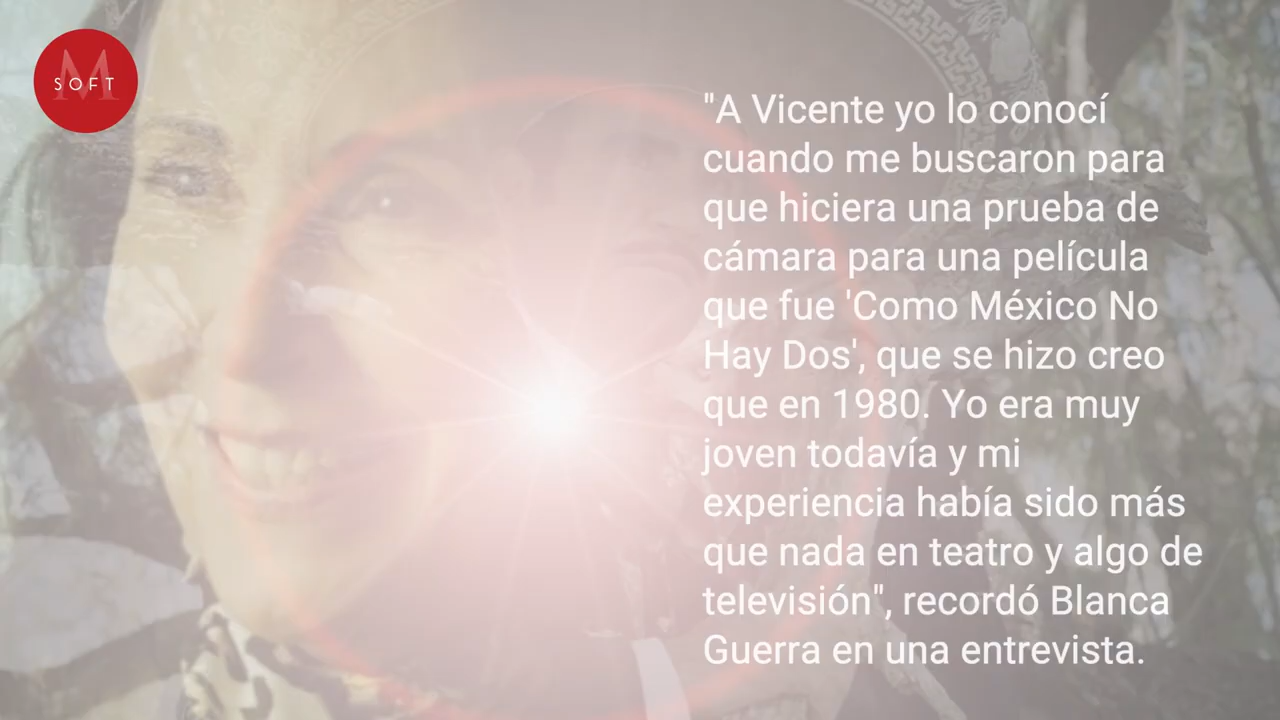 M
SOFT
"A Vicente yo lo conocí
cuando me buscaron para
que hiciera una prueba de
cámara para una película
que fue 'Como México No
Hay Dos', que se hizo creo
que en 1980. Yo era muy
joven todavía y mi
experiencia había sido más
que nada en teatro y algo de
televisión", recordó Blanca
Guerra en una entrevista.